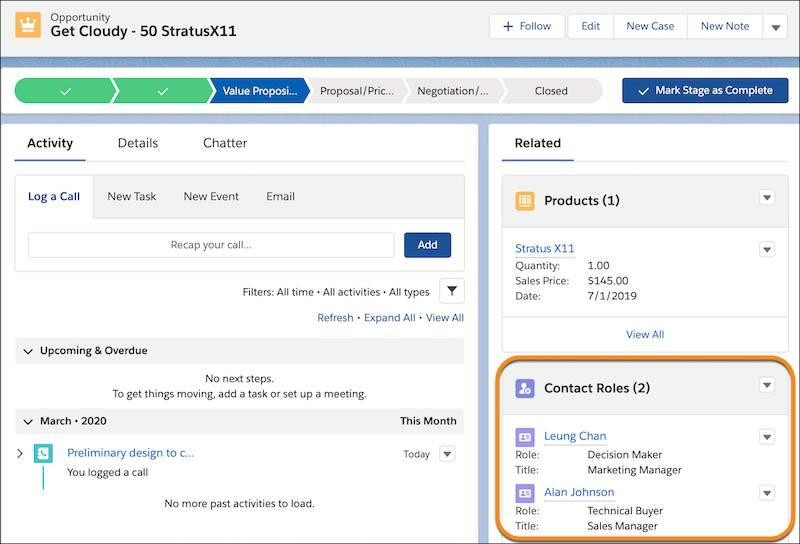 Opportunity
Get Cloudy - 50 StratusX11
+ Follow
Edit
New Case
New Note
Value Proposi...
Proposal/Pric...
Negotiation/...
Closed
Mark Stage as Complete
Activity
Details
Chatter
Log a Call
New Task
New Event
Email
Recap your call...
Add
Filters: All time • All activities • All types
Refresh • Expand All • View All
Upcoming & Overdue
No next steps.
To get things moving, add a task or set up a meeting.
March • 2020
This Month
Preliminary design to c...
Today
You logged a call
No more past activities to load.
Related
Products (1)
Stratus X11
Quantity: 1.00
Sales Price: $145.00
Date: 7/1/2019
View All
Contact Roles (2)
Leung Chan
Role: Decision Maker
Title: Marketing Manager
Alan Johnson
Role: Technical Buyer
Title: Sales Manager